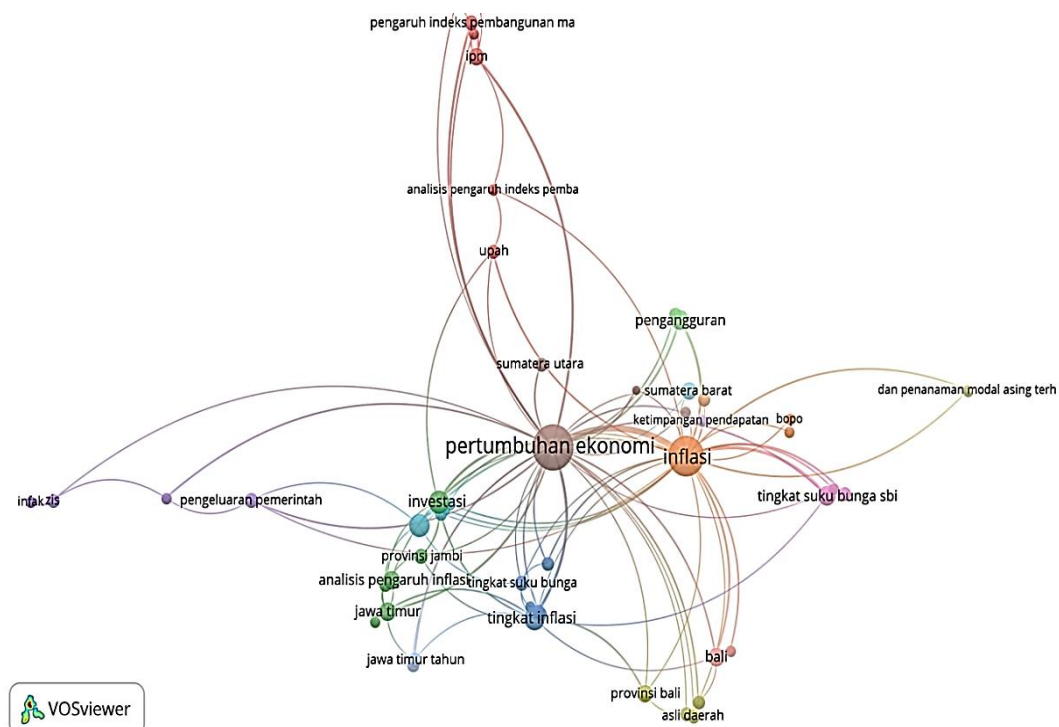 pengaruh indeks pembangunan ma
ipm
analisis pengaruh indeks pemba
upah
pengangguran
sumatera utara
sumatera barat
dan penanaman modal asing terh
ketimpangan pendapatan
bopo
pertumbuhan ekonomi
inflasi
infak
zis
pengeluaran pemerintah
investasi
tingkat suku bunga sbi
provinsi jambi
analisis pengaruh inflasi
tingkat suku bunga
jawa timur
tingkat inflasi
jawa timur tahun
bali
provinsi bali
asli daerah
VOSviewer